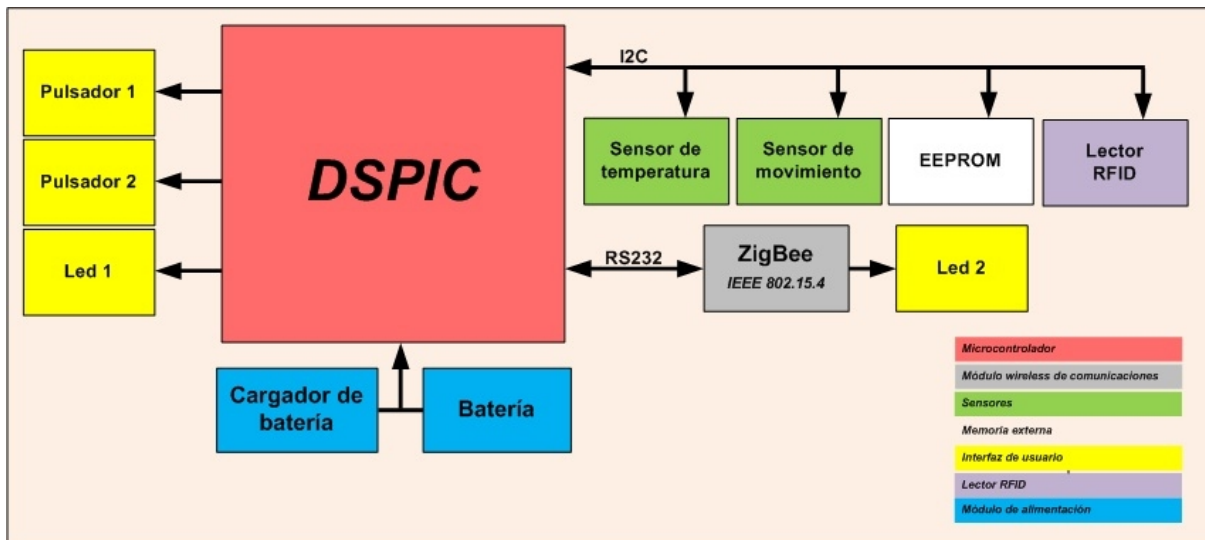 Pulsador 1
Pulsador 2
Led 1
DSPIC
I2C
Sensor de
temperatura
Sensor de
movimiento
EEPROM
Lector
RFID
RS232
ZigBee
IEEE 802.15.4
Led 2
Cargador de
batería
Batería
Microcontrolador
Módulo wireless de comunicaciones
Sensores
Memoria externa
Interfaz de usuario
Lector RFID
Módulo de alimentación